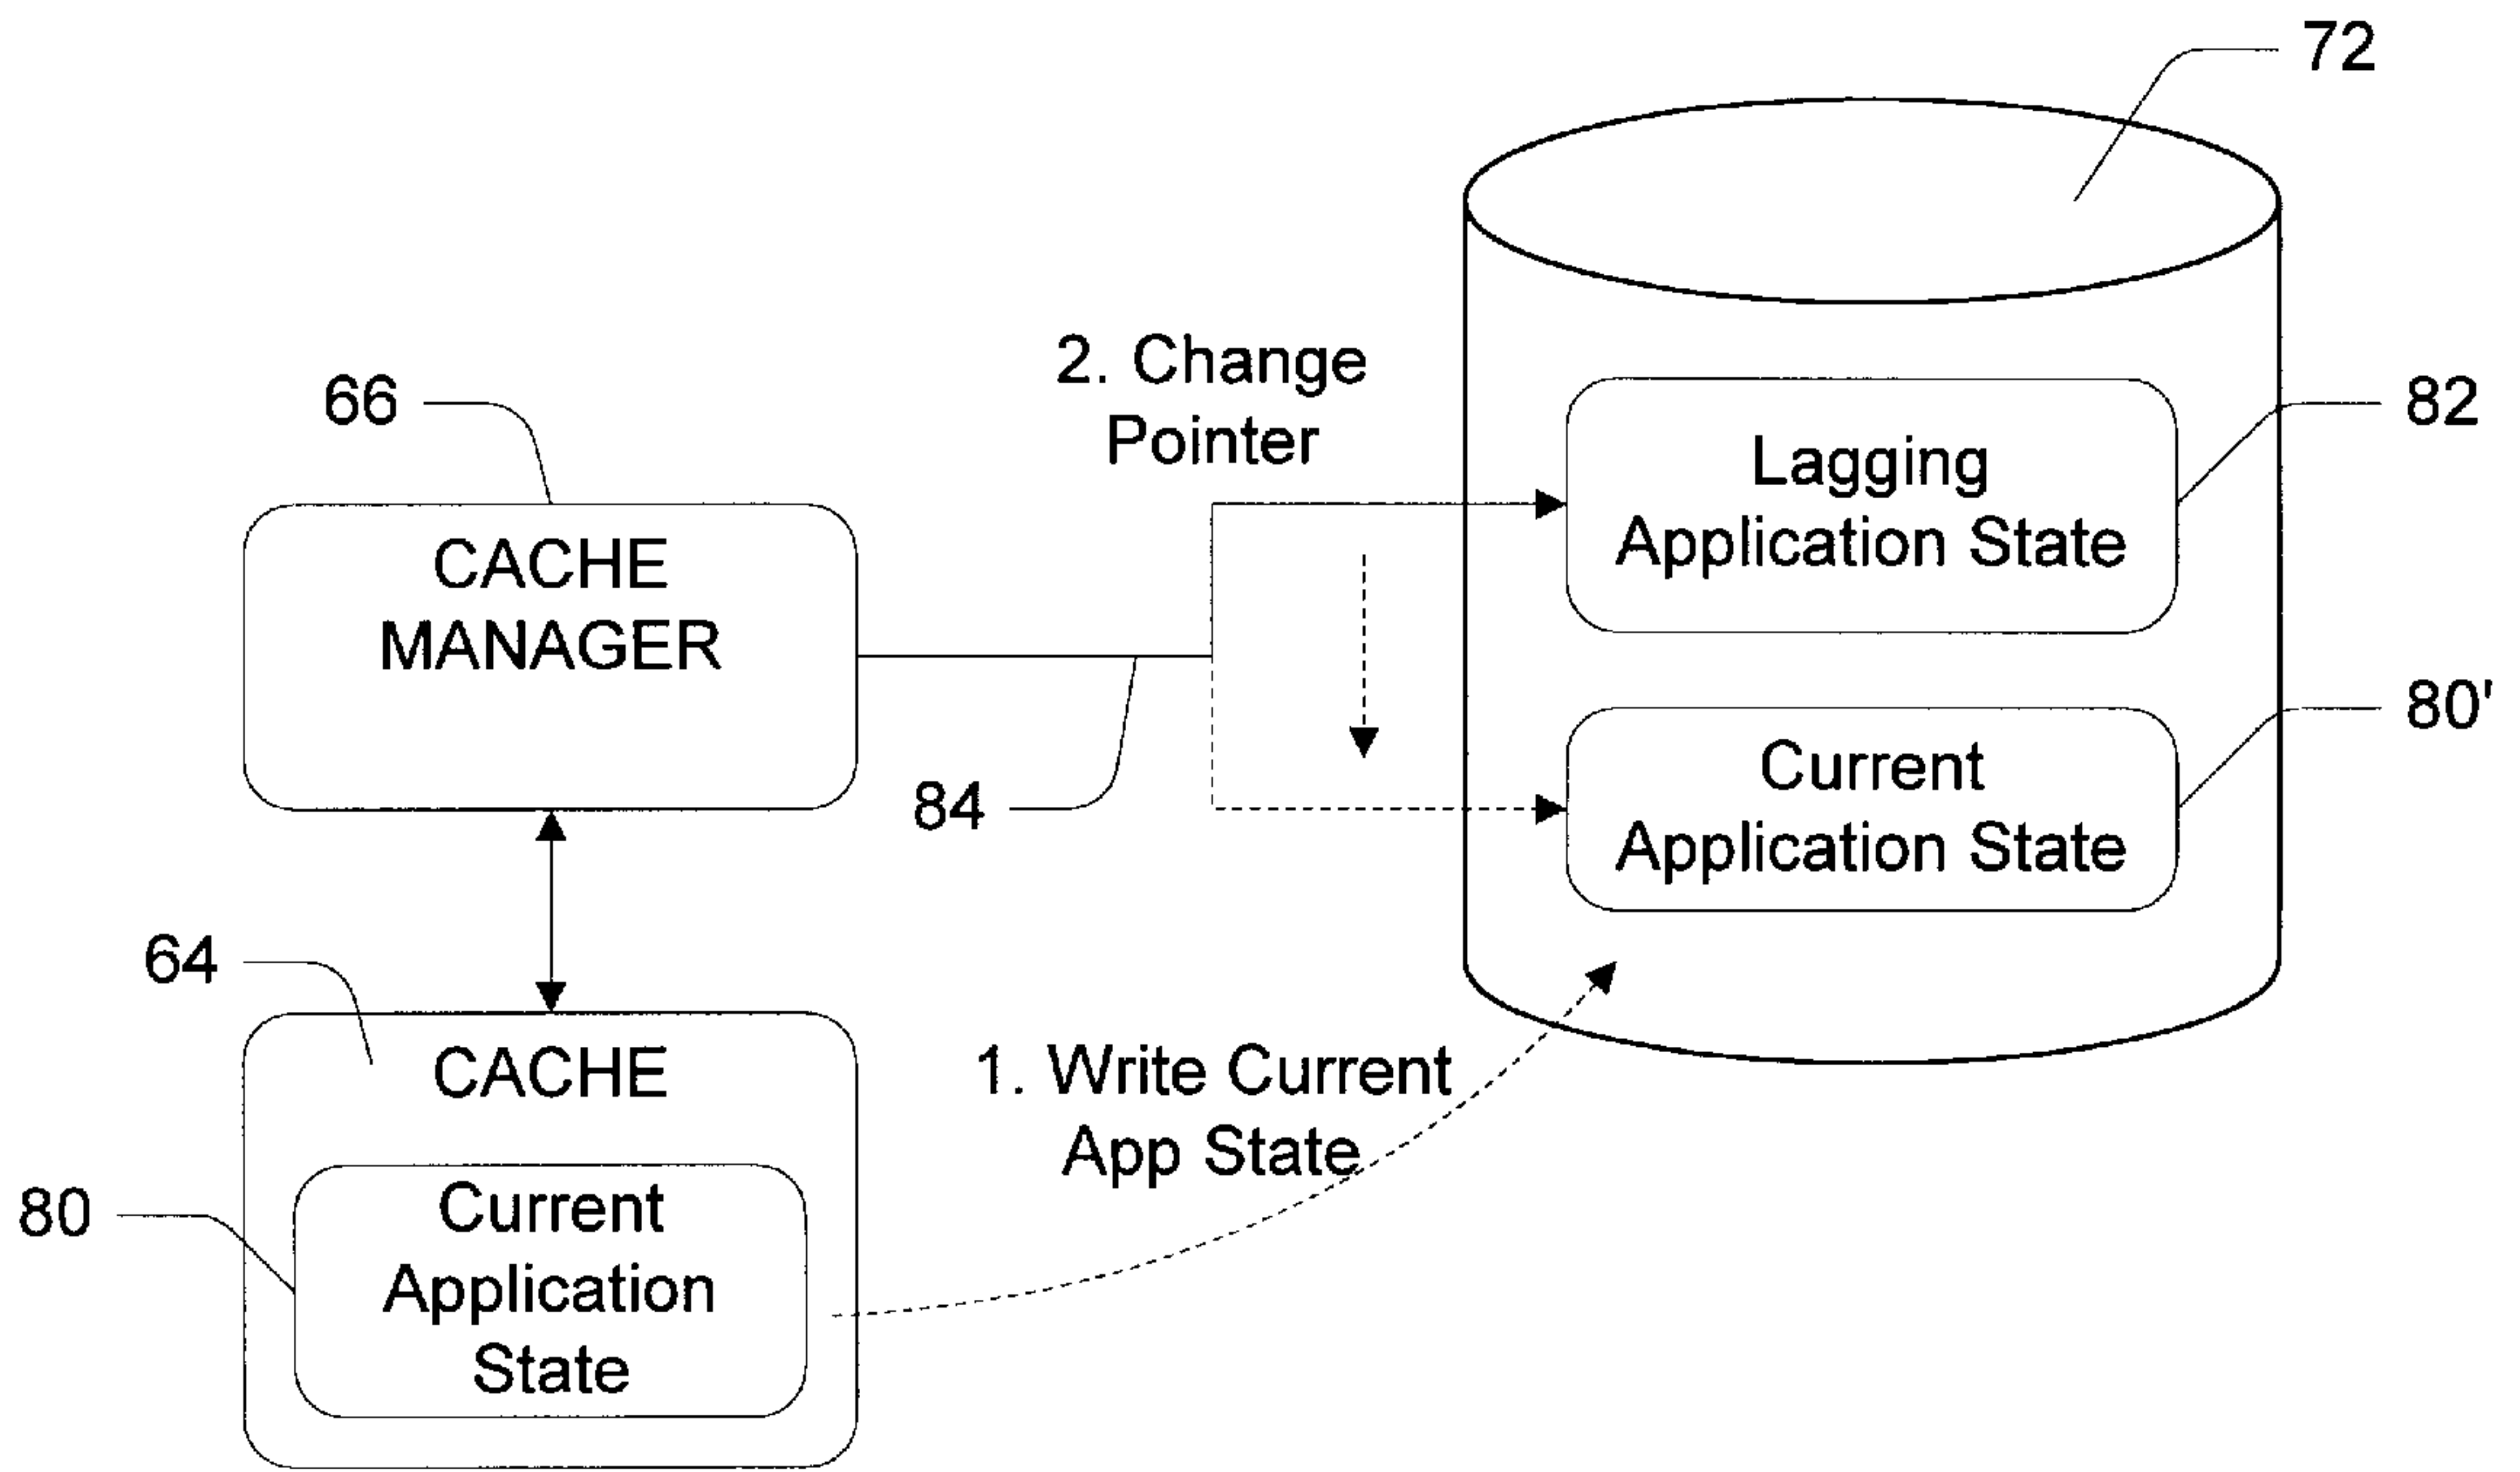 72
2. Change
Pointer
66
82
Lagging
Application State
CACHE
MANAGER
80'
Current
Application State
84
64
CACHE
1. Write Current
App State
80
Current
Application
State